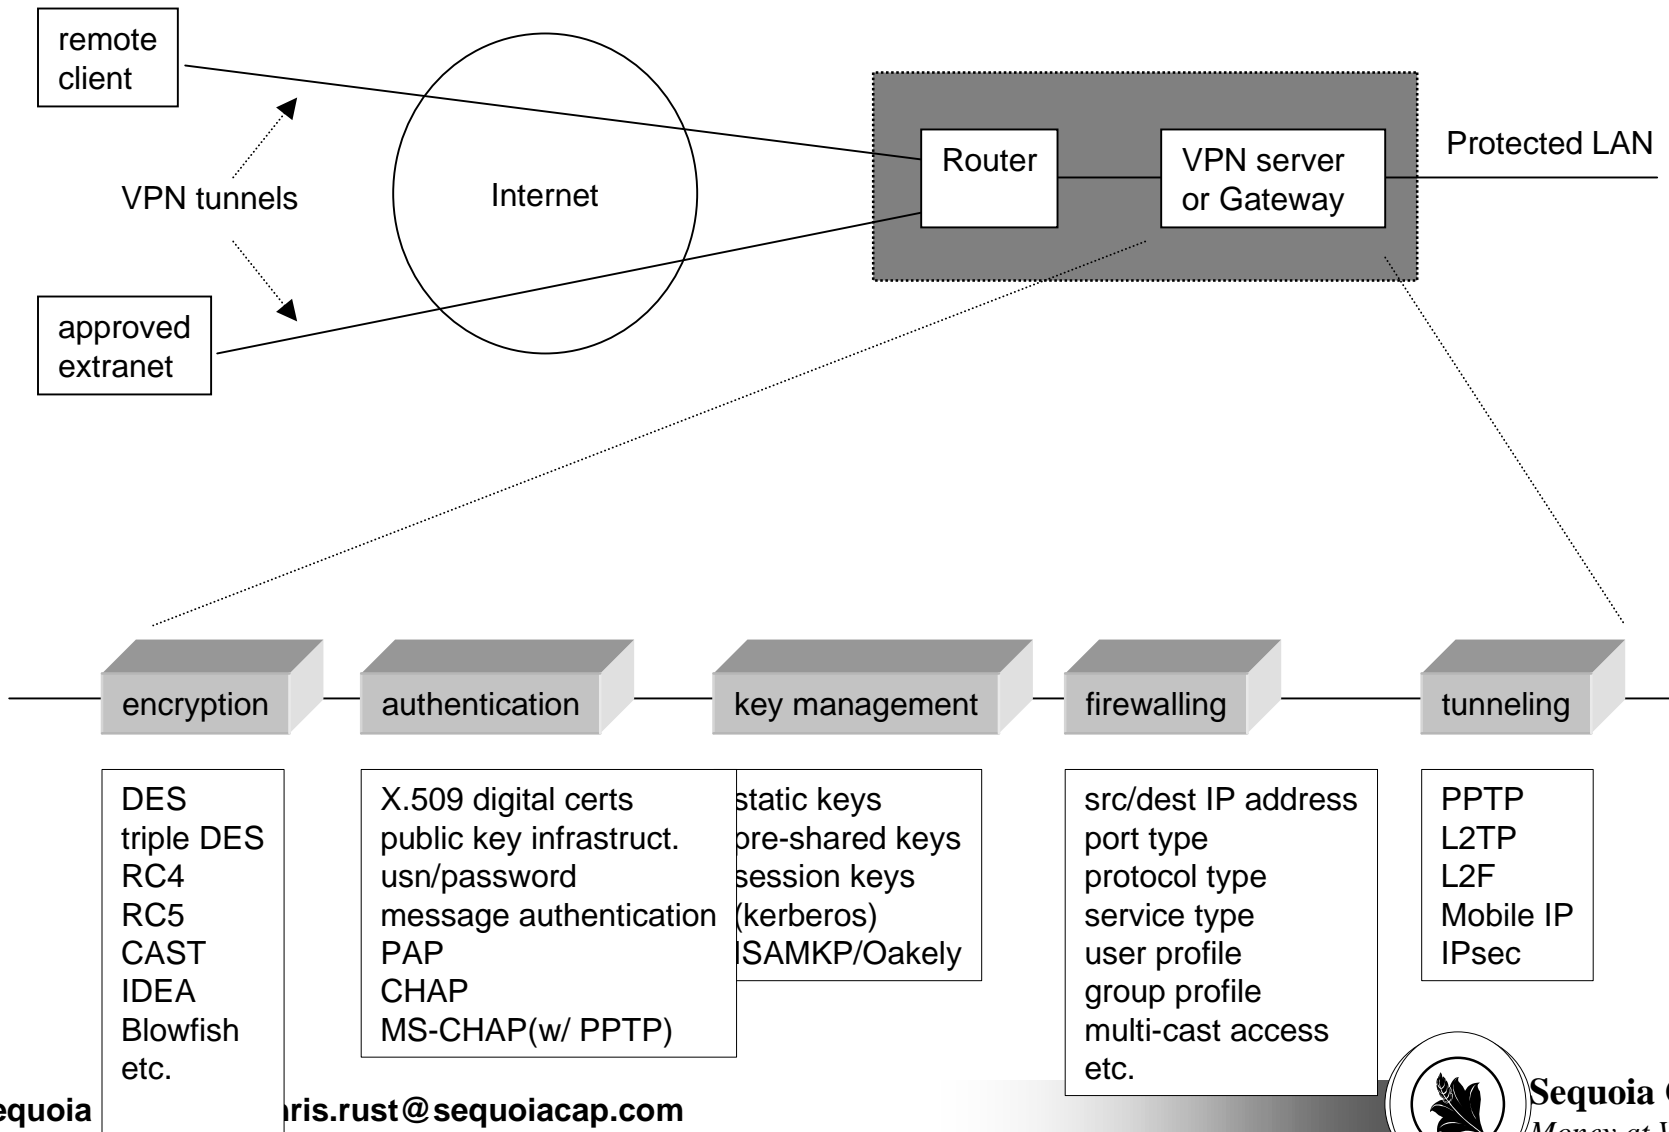 remote
client
VPN tunnels
approved
extranet
Internet
Router
VPN server
or Gateway
Protected LAN
encryption
authentication
key management
firewalling
tunneling
DES
triple DES
RC4
RC5
CAST
IDEA
Blowfish
etc.
X.509 digital certs
public key infrastruct.
usn/password
message authentication
PAP
CHAP
MS-CHAP(w/ PPTP)
static keys
pre-shared keys
session keys
(kerberos)
ISAMKP/Oakely
src/dest IP address
port type
protocol type
service type
user profile
group profile
multi-cast access
etc.
PPTP
L2TP
L2F
Mobile IP
IPsec
equoia
hris.rust@sequoiacap.com
Sequoia
Money at